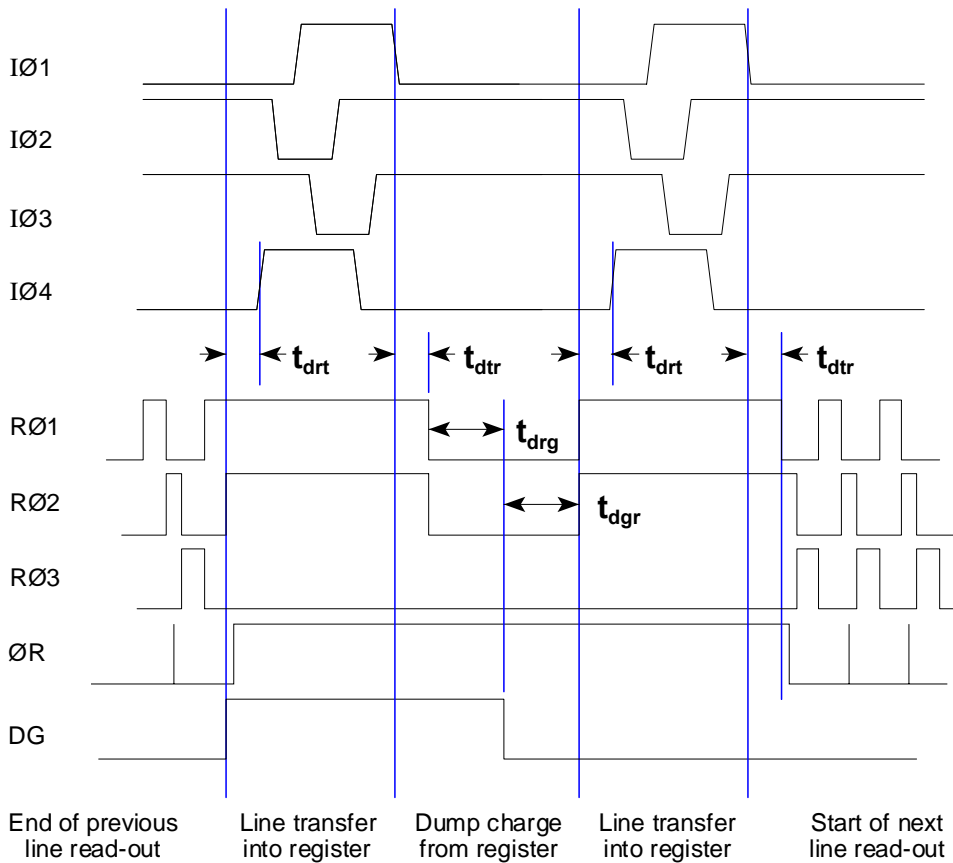 IØ1
IØ2
IØ3
IØ4
tdrt
tdtr
tdrt
tdtr
RØ1
tdrg
RØ2
tdgr
RØ3
ØR
DG
End of previous
line read-out
Line transfer
into register
Dump charge
from register
Line transfer
into register
Start of next
line read-out